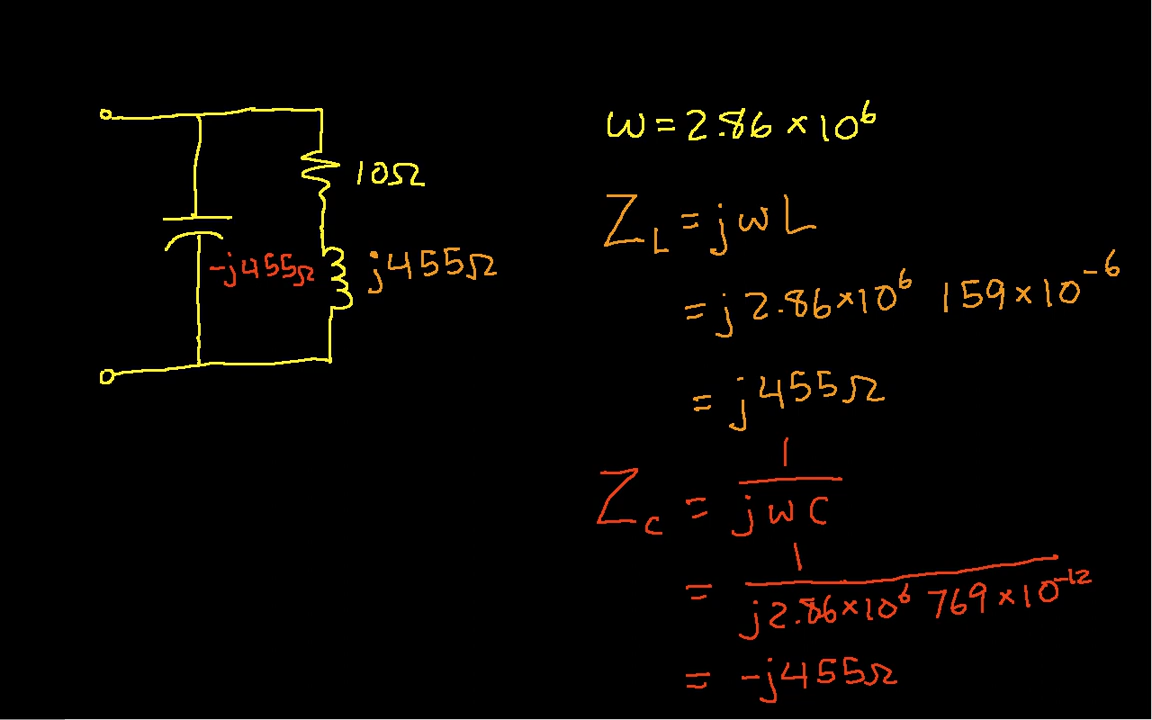 10Ω
-j455Ω
j455Ω
ω = 2.86 × 10⁶
Z_L = jωL
= j 2.86 × 10⁶ 159 × 10⁻⁶
= j455Ω
Z_C = 1 / jωC
= 1 / j2.86 × 10⁶ 769 × 10⁻¹²
= -j455Ω